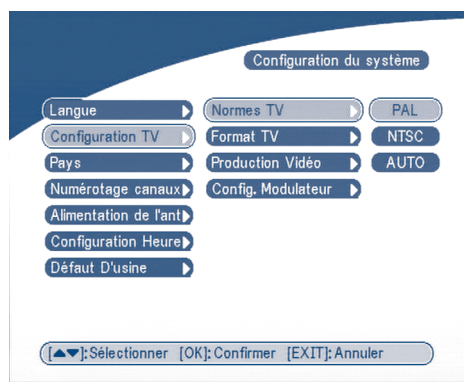 Configuration du système
Langue
Normes TV
PAL
Configuration TV
Format TV
NTSC
Pays
Production Vidéo
AUTO
Numérotage canaux
Config. Modulateur
Alimentation de l'ant
Configuration Heure
Défaut D'usine
[▲▼]: Sélectionner [OK]: Confirmer [EXIT]: Annuler